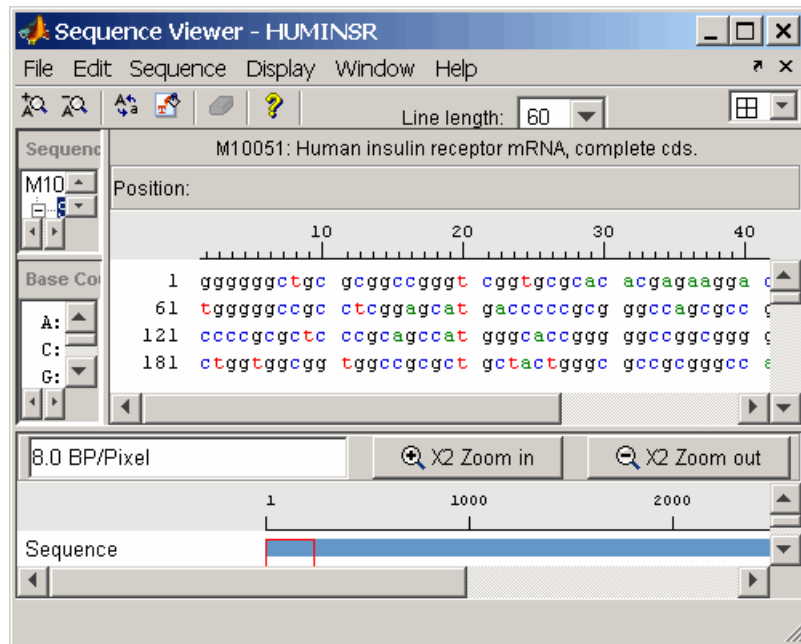 Sequence Viewer - HUMINSR
File Edit Sequence Display Window Help
Line length: 60
Sequenc
M10051: Human insulin receptor mRNA, complete cds.
M10
Position:
10 20 30 40
Base Co
1 ggggggctgc gcggccgggt cggtgcgcac acgagaagga c
61 tgggggccgc ctcggagcat gacccccgcg ggccagcgcc g
121 ccccgcgctc ccgcagccat gggcaccggg ggccggcggg g
181 ctggtggcgg tggccgcgct gctactgggc gccgcgggcc a
A:
C:
G:
8.0 BP/Pixel X2 Zoom in X2 Zoom out
1 1000 2000
Sequence